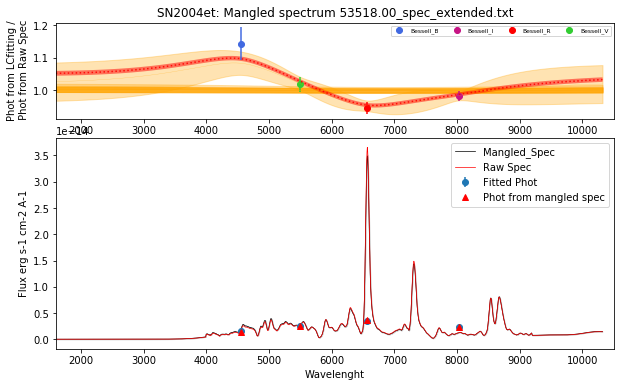 SN2004et: Mangled spectrum 53518.00_spec_extended.txt
Phot from LCfitting /
Phot from Raw Spec
1.2
1.1
1.0
Bessell_B
Bessell_I
Bessell_R
Bessell_V
2000 3000 4000 5000 6000 7000 8000 9000 10000
1e−14
Flux erg s-1 cm-2 A-1
3.5
3.0
2.5
2.0
1.5
1.0
0.5
0.0
Mangled_Spec
Raw Spec
Fitted Phot
Phot from mangled spec
2000 3000 4000 5000 6000 7000 8000 9000 10000
Wavelenght